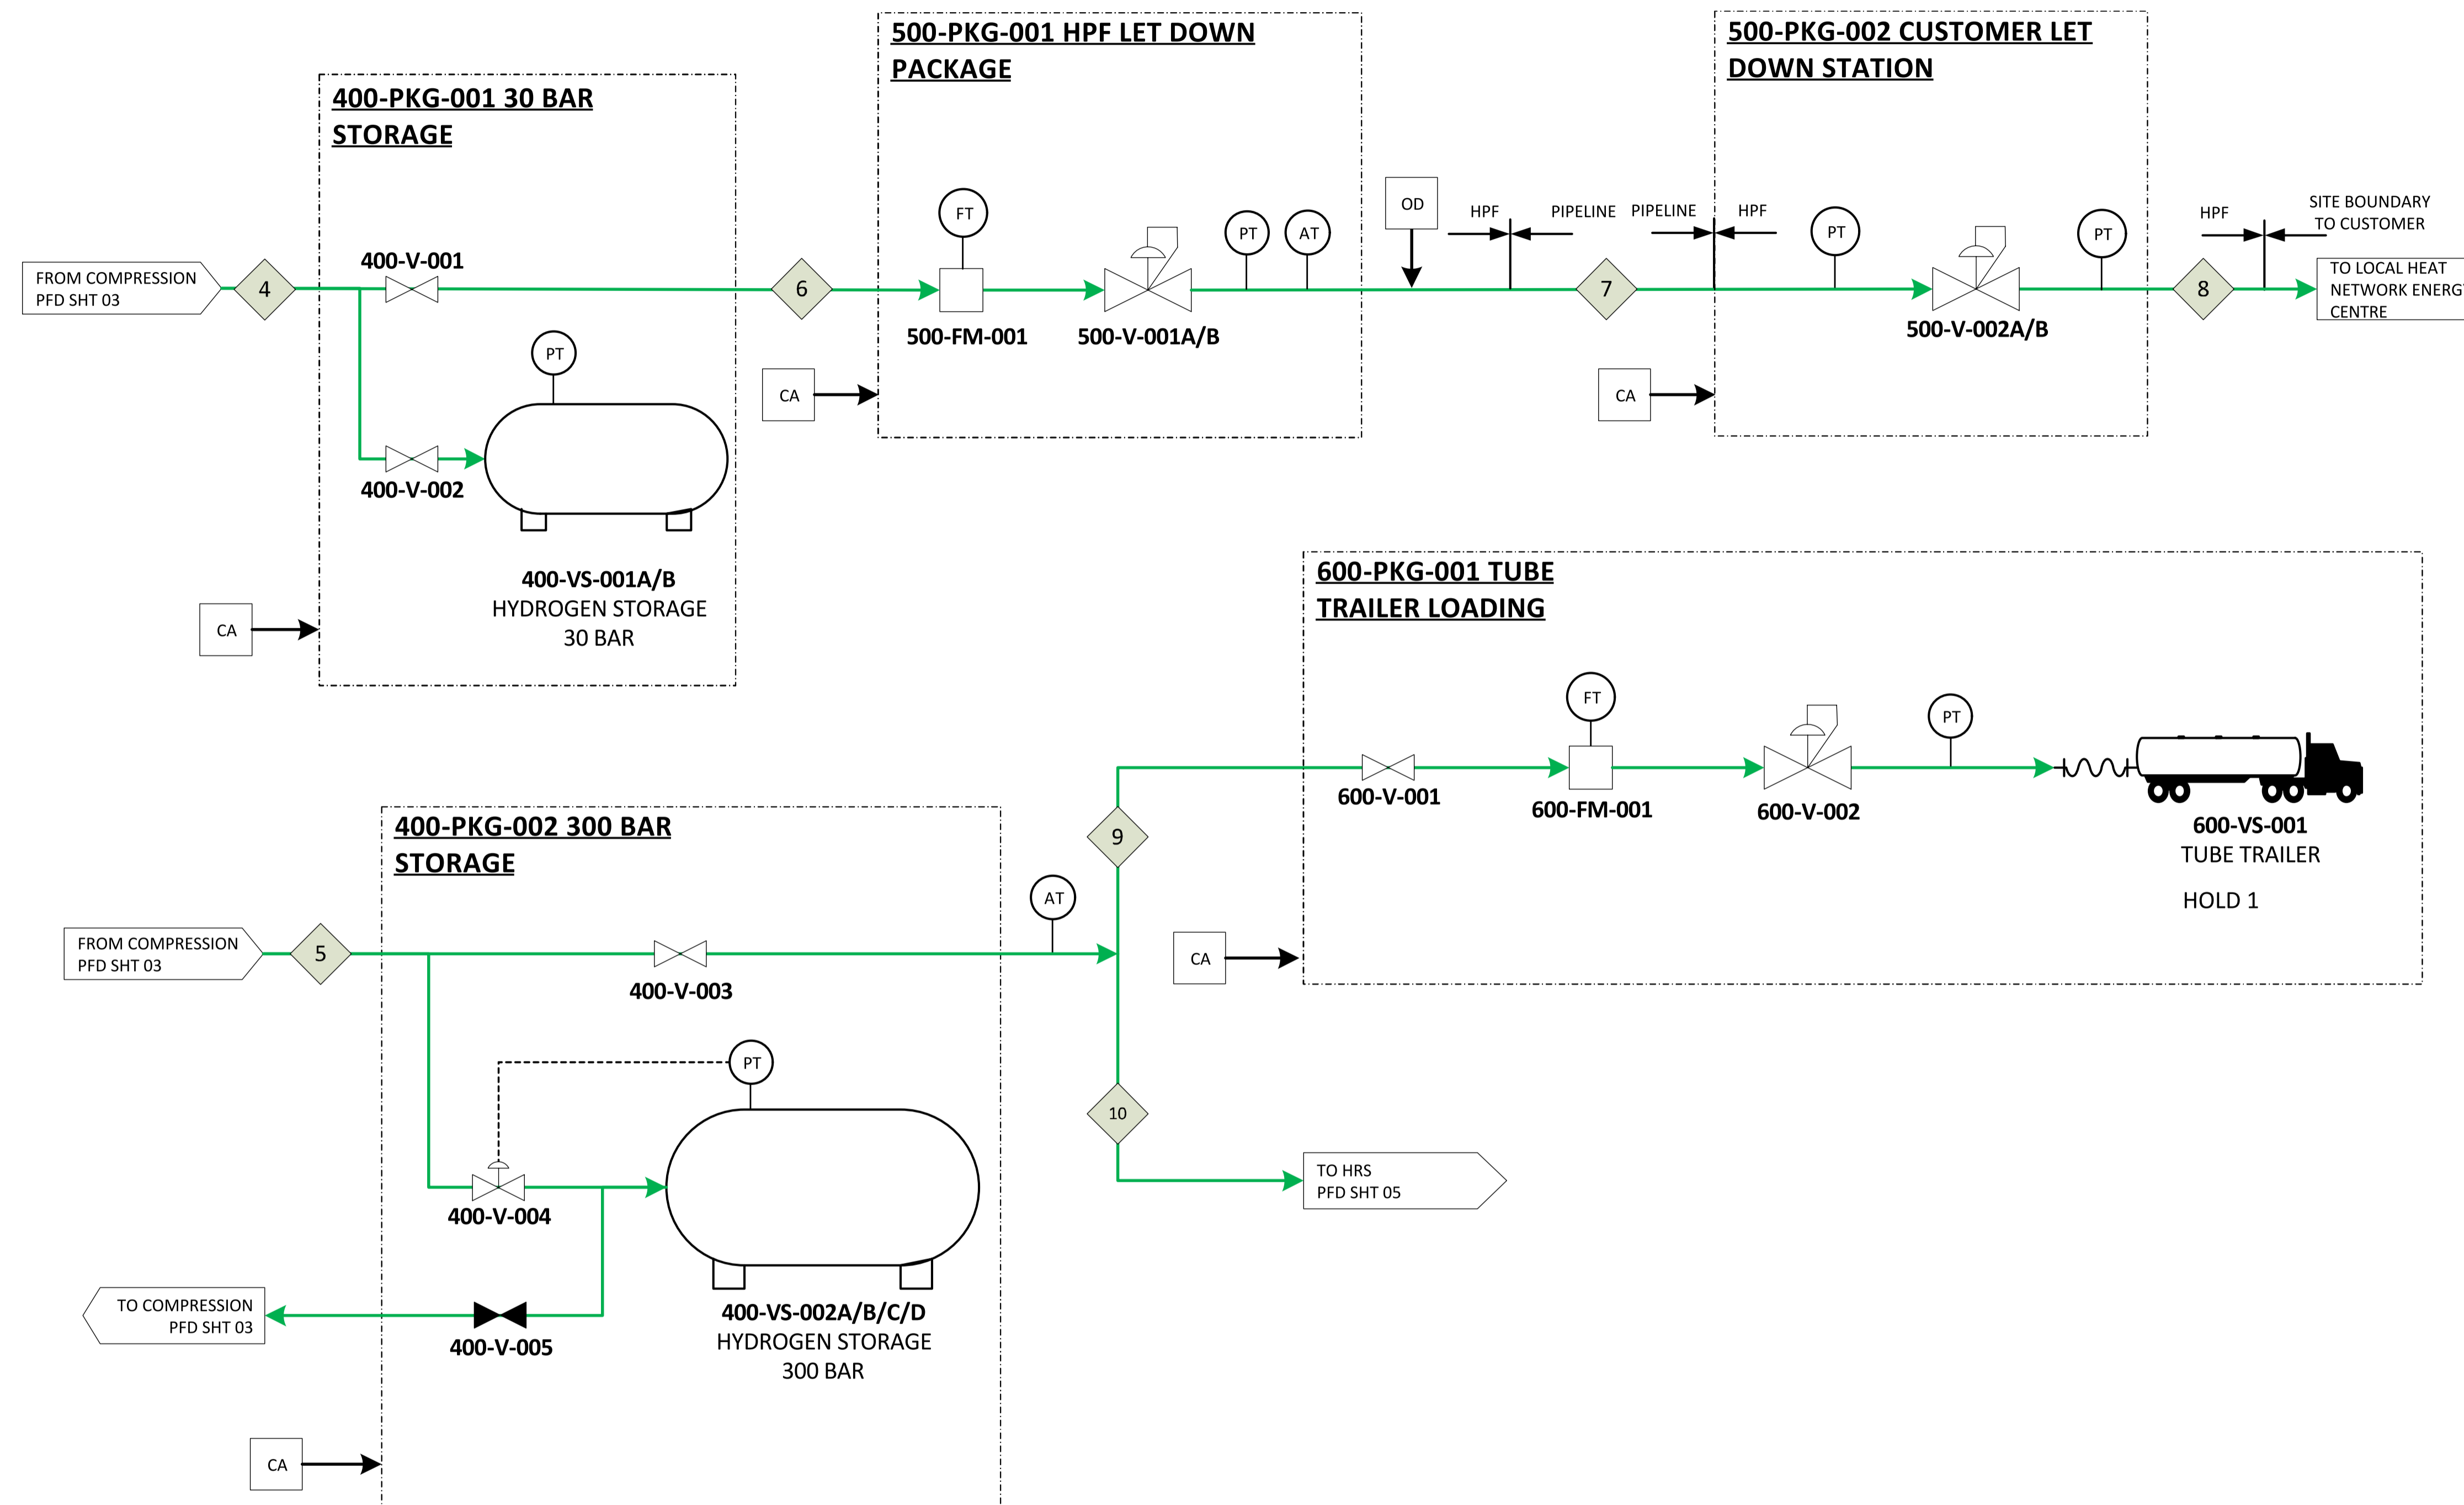 500-PKG-001 HPF LET DOWN
PACKAGE
500-PKG-002 CUSTOMER LET
DOWN STATION
400-PKG-001 30 BAR
STORAGE
FROM COMPRESSION
PFD SHT 03
4
400-V-001
400-V-002
PT
400-VS-001A/B
HYDROGEN STORAGE
30 BAR
CA
6
CA
FT
500-FM-001
500-V-001A/B
PT
AT
OD
HPF
PIPELINE
7
PIPELINE
HPF
CA
PT
500-V-002A/B
PT
8
HPF
SITE BOUNDARY
TO CUSTOMER
TO LOCAL HEAT
NETWORK ENERG
CENTRE
600-PKG-001 TUBE
TRAILER LOADING
600-V-001
FT
600-FM-001
600-V-002
PT
600-VS-001
TUBE TRAILER
HOLD 1
CA
400-PKG-002 300 BAR
STORAGE
FROM COMPRESSION
PFD SHT 03
5
400-V-003
AT
9
10
TO HRS
PFD SHT 05
PT
400-V-004
400-V-005
TO COMPRESSION
PFD SHT 03
400-VS-002A/B/C/D
HYDROGEN STORAGE
300 BAR
CA